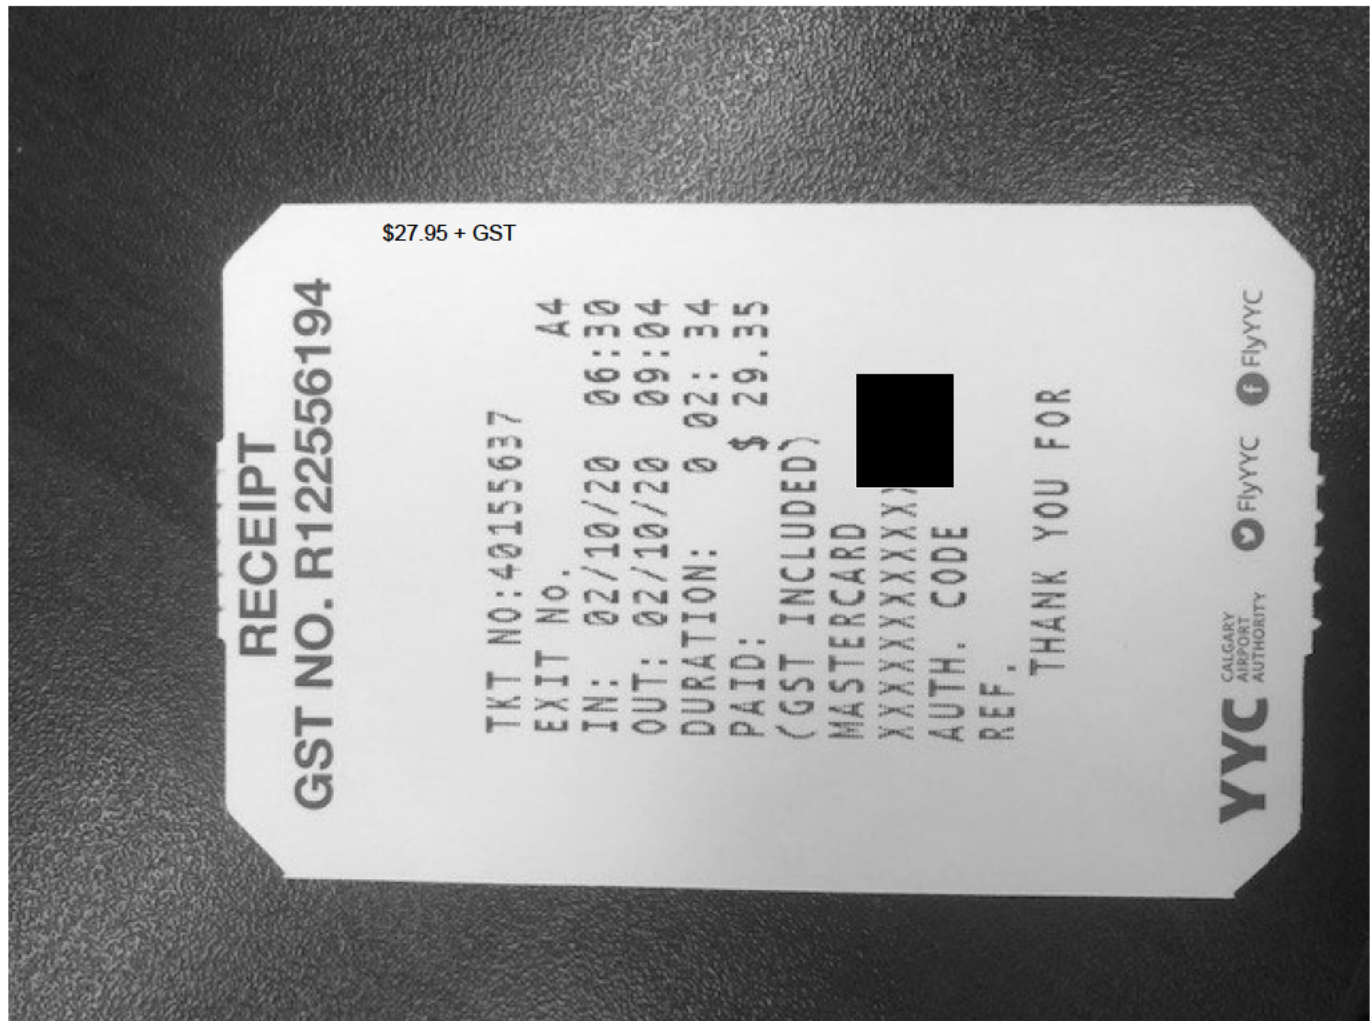 $27.95 + GST
RECEIPT
GST NO. R122556194
TKT NO:40155637
EXIT No. A4
IN: 02/10/20 06:30
OUT: 02/10/20 09:04
DURATION: 0 02:34
PAID: $ 29.35
(GST INCLUDED)
MASTERCARD
XXXXXXXXXXXX
AUTH. CODE
REF.
THANK YOU FOR
YYC CALGARY AIRPORT AUTHORITY FlyYYC FlyYYC